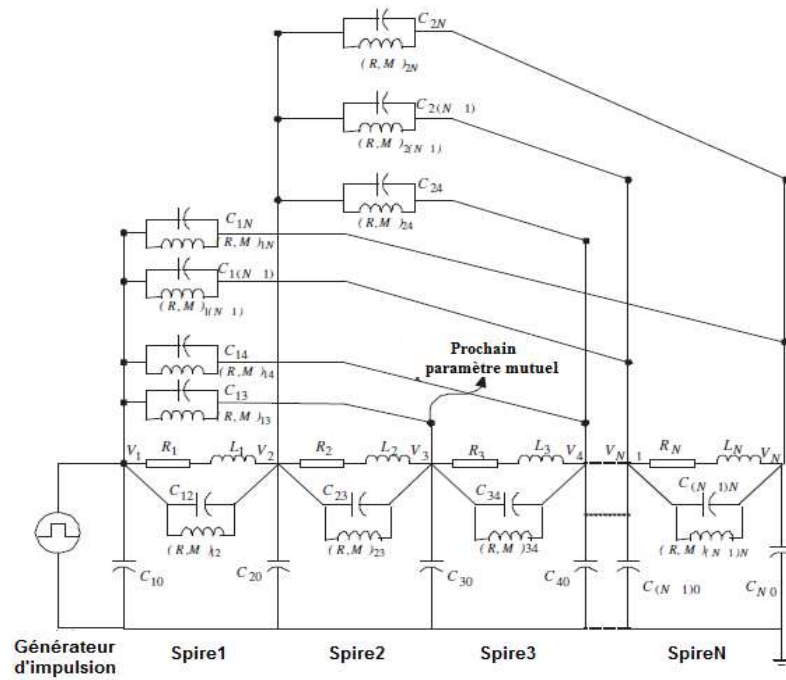 C2N
(R,M)2N
C2(N 1)
(R,M)2(N 1)
C24
(R,M)24
C1N
(R,M)1N
C1(N 1)
(R,M)1(N 1)
C14
(R,M)14
C13
(R,M)13
Prochain
paramètre mutuel
V1 R1 L1 V2 R2 L2 V3 R3 L3 V4 VN 1 RN LN VN
C12 C23 C34 C(N 1)N
(R,M)12 (R,M)23 (R,M)34 (R,M)(N 1)N
C10 C20 C30 C40 C(N 1)0 CN0
Générateur
d'impulsion
Spire1 Spire2 Spire3 SpireN